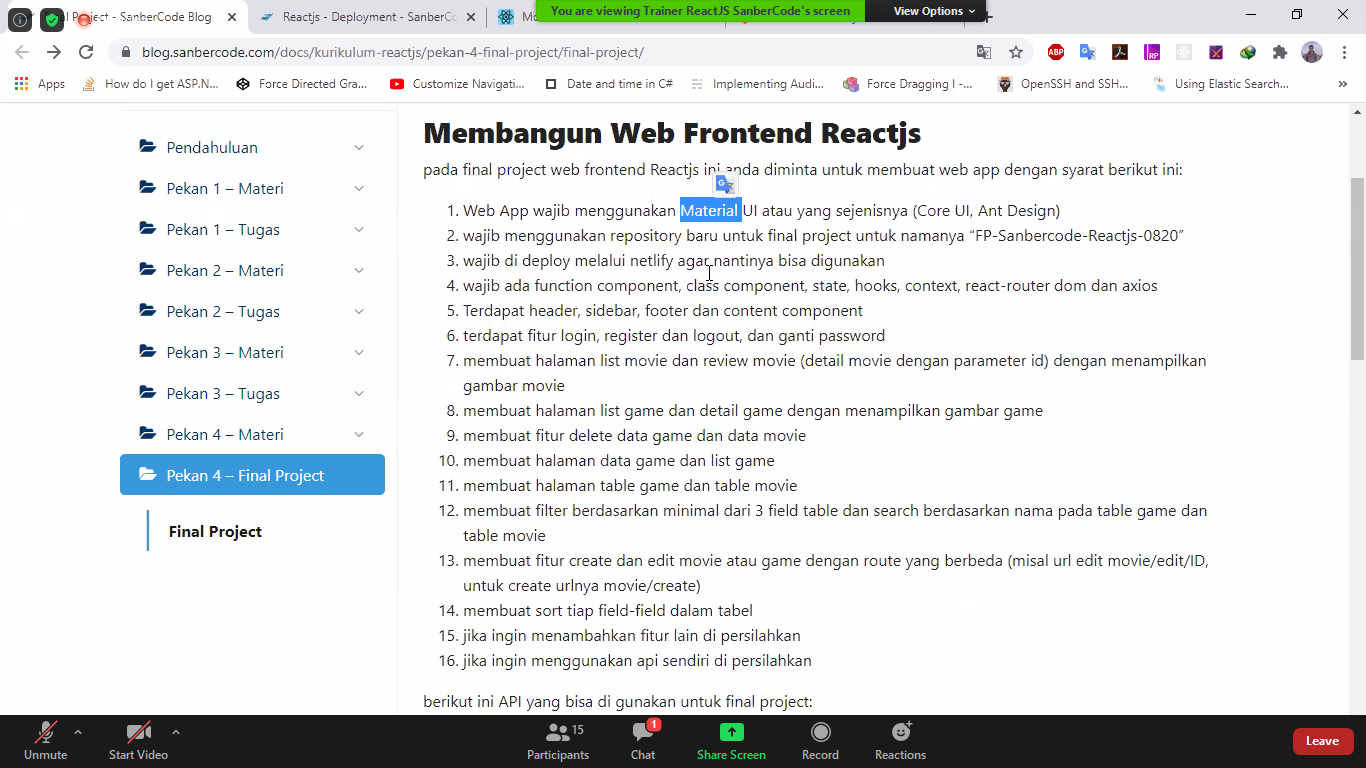 Project - SanberCode Blog
Reactjs - Deployment - SanberC
You are viewing Trainer ReactJS SanberCode's screen
View Options
blog.sanbercode.com/docs/kurikulum-reactjs/pekan-4-final-project/final-project/
Apps
How do I get ASP.N...
Force Directed Gra...
Customize Navigati...
Date and time in C#
Implementing Audi...
Force Dragging I -...
OpenSSH and SSH...
Using Elastic Search...
»
Pendahuluan
Pekan 1 – Materi
Pekan 1 – Tugas
Pekan 2 – Materi
Pekan 2 – Tugas
Pekan 3 – Materi
Pekan 3 – Tugas
Pekan 4 – Materi
Pekan 4 – Final Project
Final Project
Membangun Web Frontend Reactjs
pada final project web frontend Reactjs ini anda diminta untuk membuat web app dengan syarat berikut ini:
1. Web App wajib menggunakan Material UI atau yang sejenisnya (Core UI, Ant Design)
2. wajib menggunakan repository baru untuk final project untuk namanya “FP-Sanbercode-Reactjs-0820”
3. wajib di deploy melalui netlify agar nantinya bisa digunakan
4. wajib ada function component, class component, state, hooks, context, react-router dom dan axios
5. Terdapat header, sidebar, footer dan content component
6. terdapat fitur login, register dan logout, dan ganti password
7. membuat halaman list movie dan review movie (detail movie dengan parameter id) dengan menampilkan
gambar movie
8. membuat halaman list game dan detail game dengan menampilkan gambar game
9. membuat fitur delete data game dan data movie
10. membuat halaman data game dan list game
11. membuat halaman table game dan table movie
12. membuat filter berdasarkan minimal dari 3 field table dan search berdasarkan nama pada table game dan
table movie
13. membuat fitur create dan edit movie atau game dengan route yang berbeda (misal url edit movie/edit/ID,
untuk create urlnya movie/create)
14. membuat sort tiap field-field dalam tabel
15. jika ingin menambahkan fitur lain di persilahkan
16. jika ingin menggunakan api sendiri di persilahkan
berikut ini API yang bisa di gunakan untuk final project:
Unmute
Start Video
15
Participants
1
Chat
Share Screen
Record
Reactions
Leave